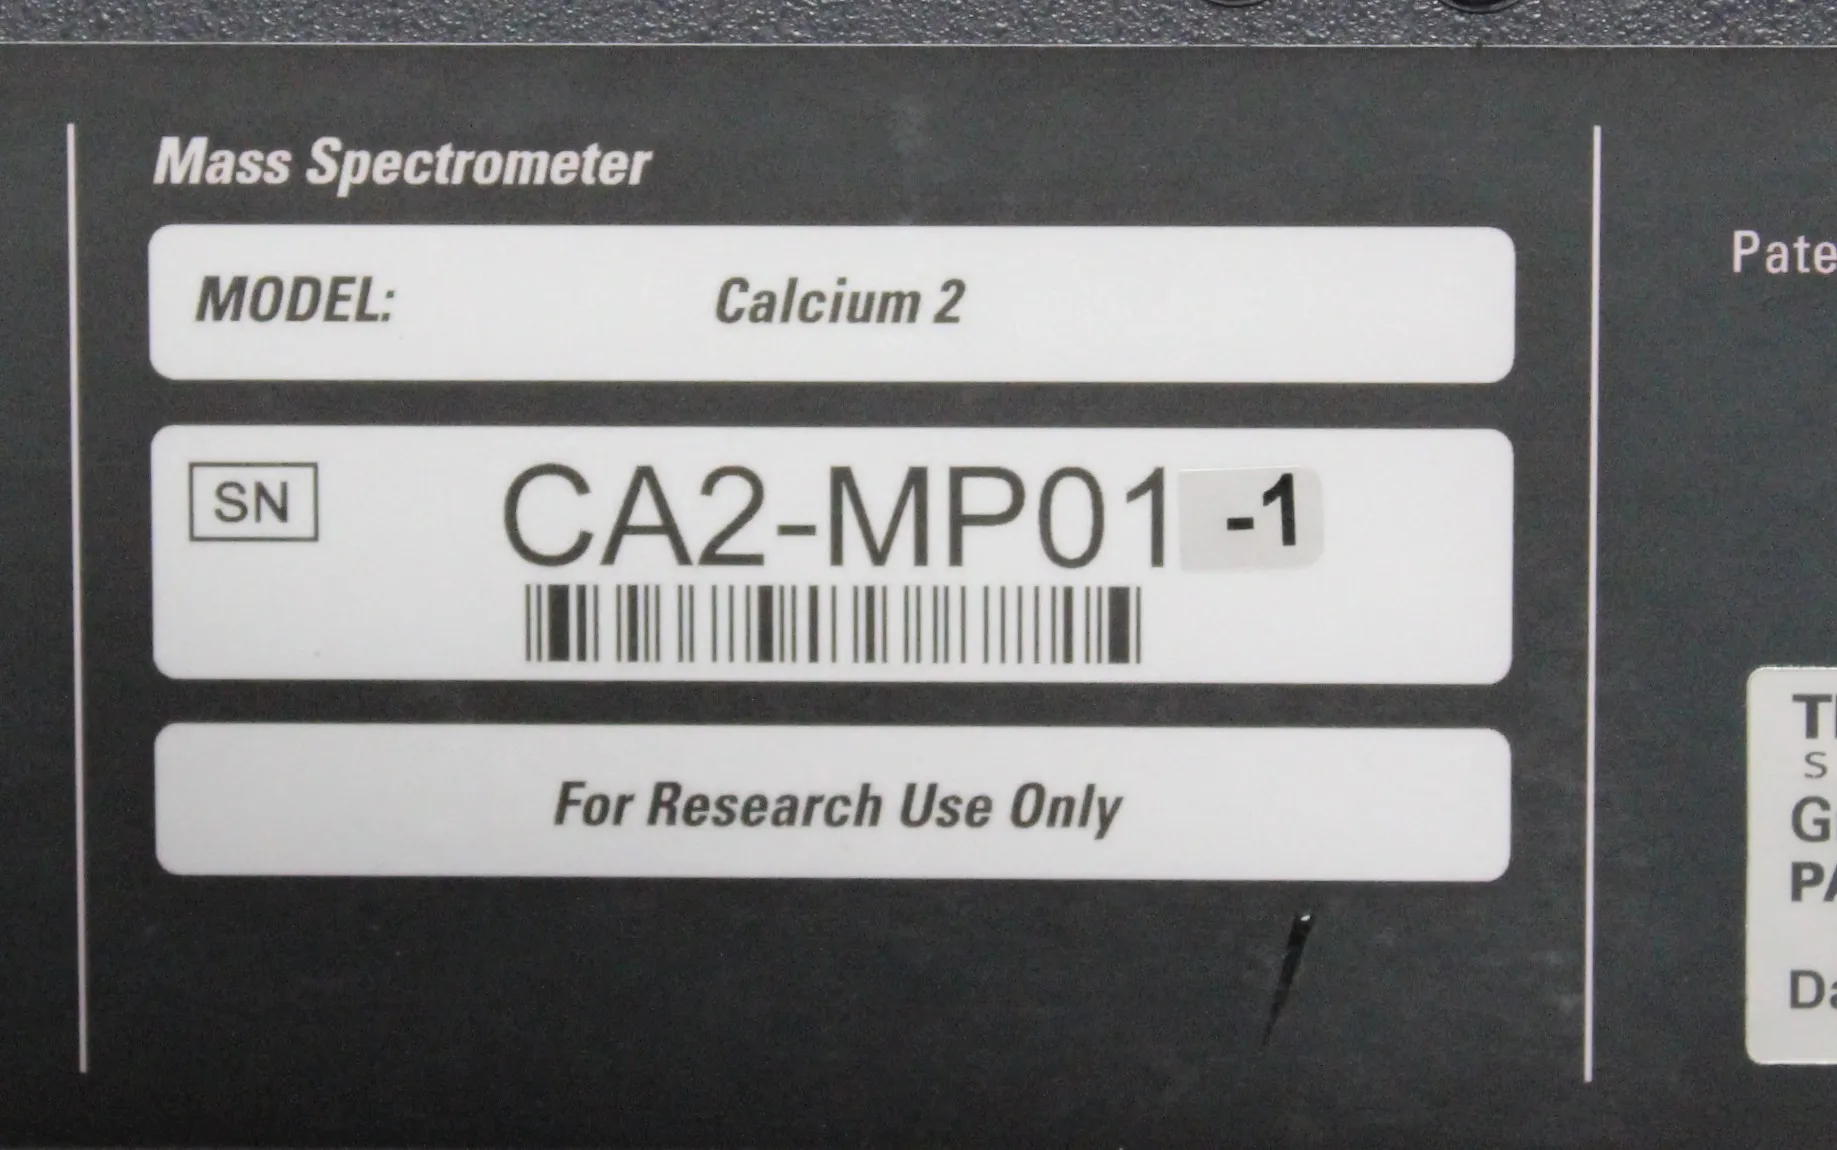 Mass Spectrometer
MODEL: Calcium 2
SN CA2-MP01 -1
For Research Use Only